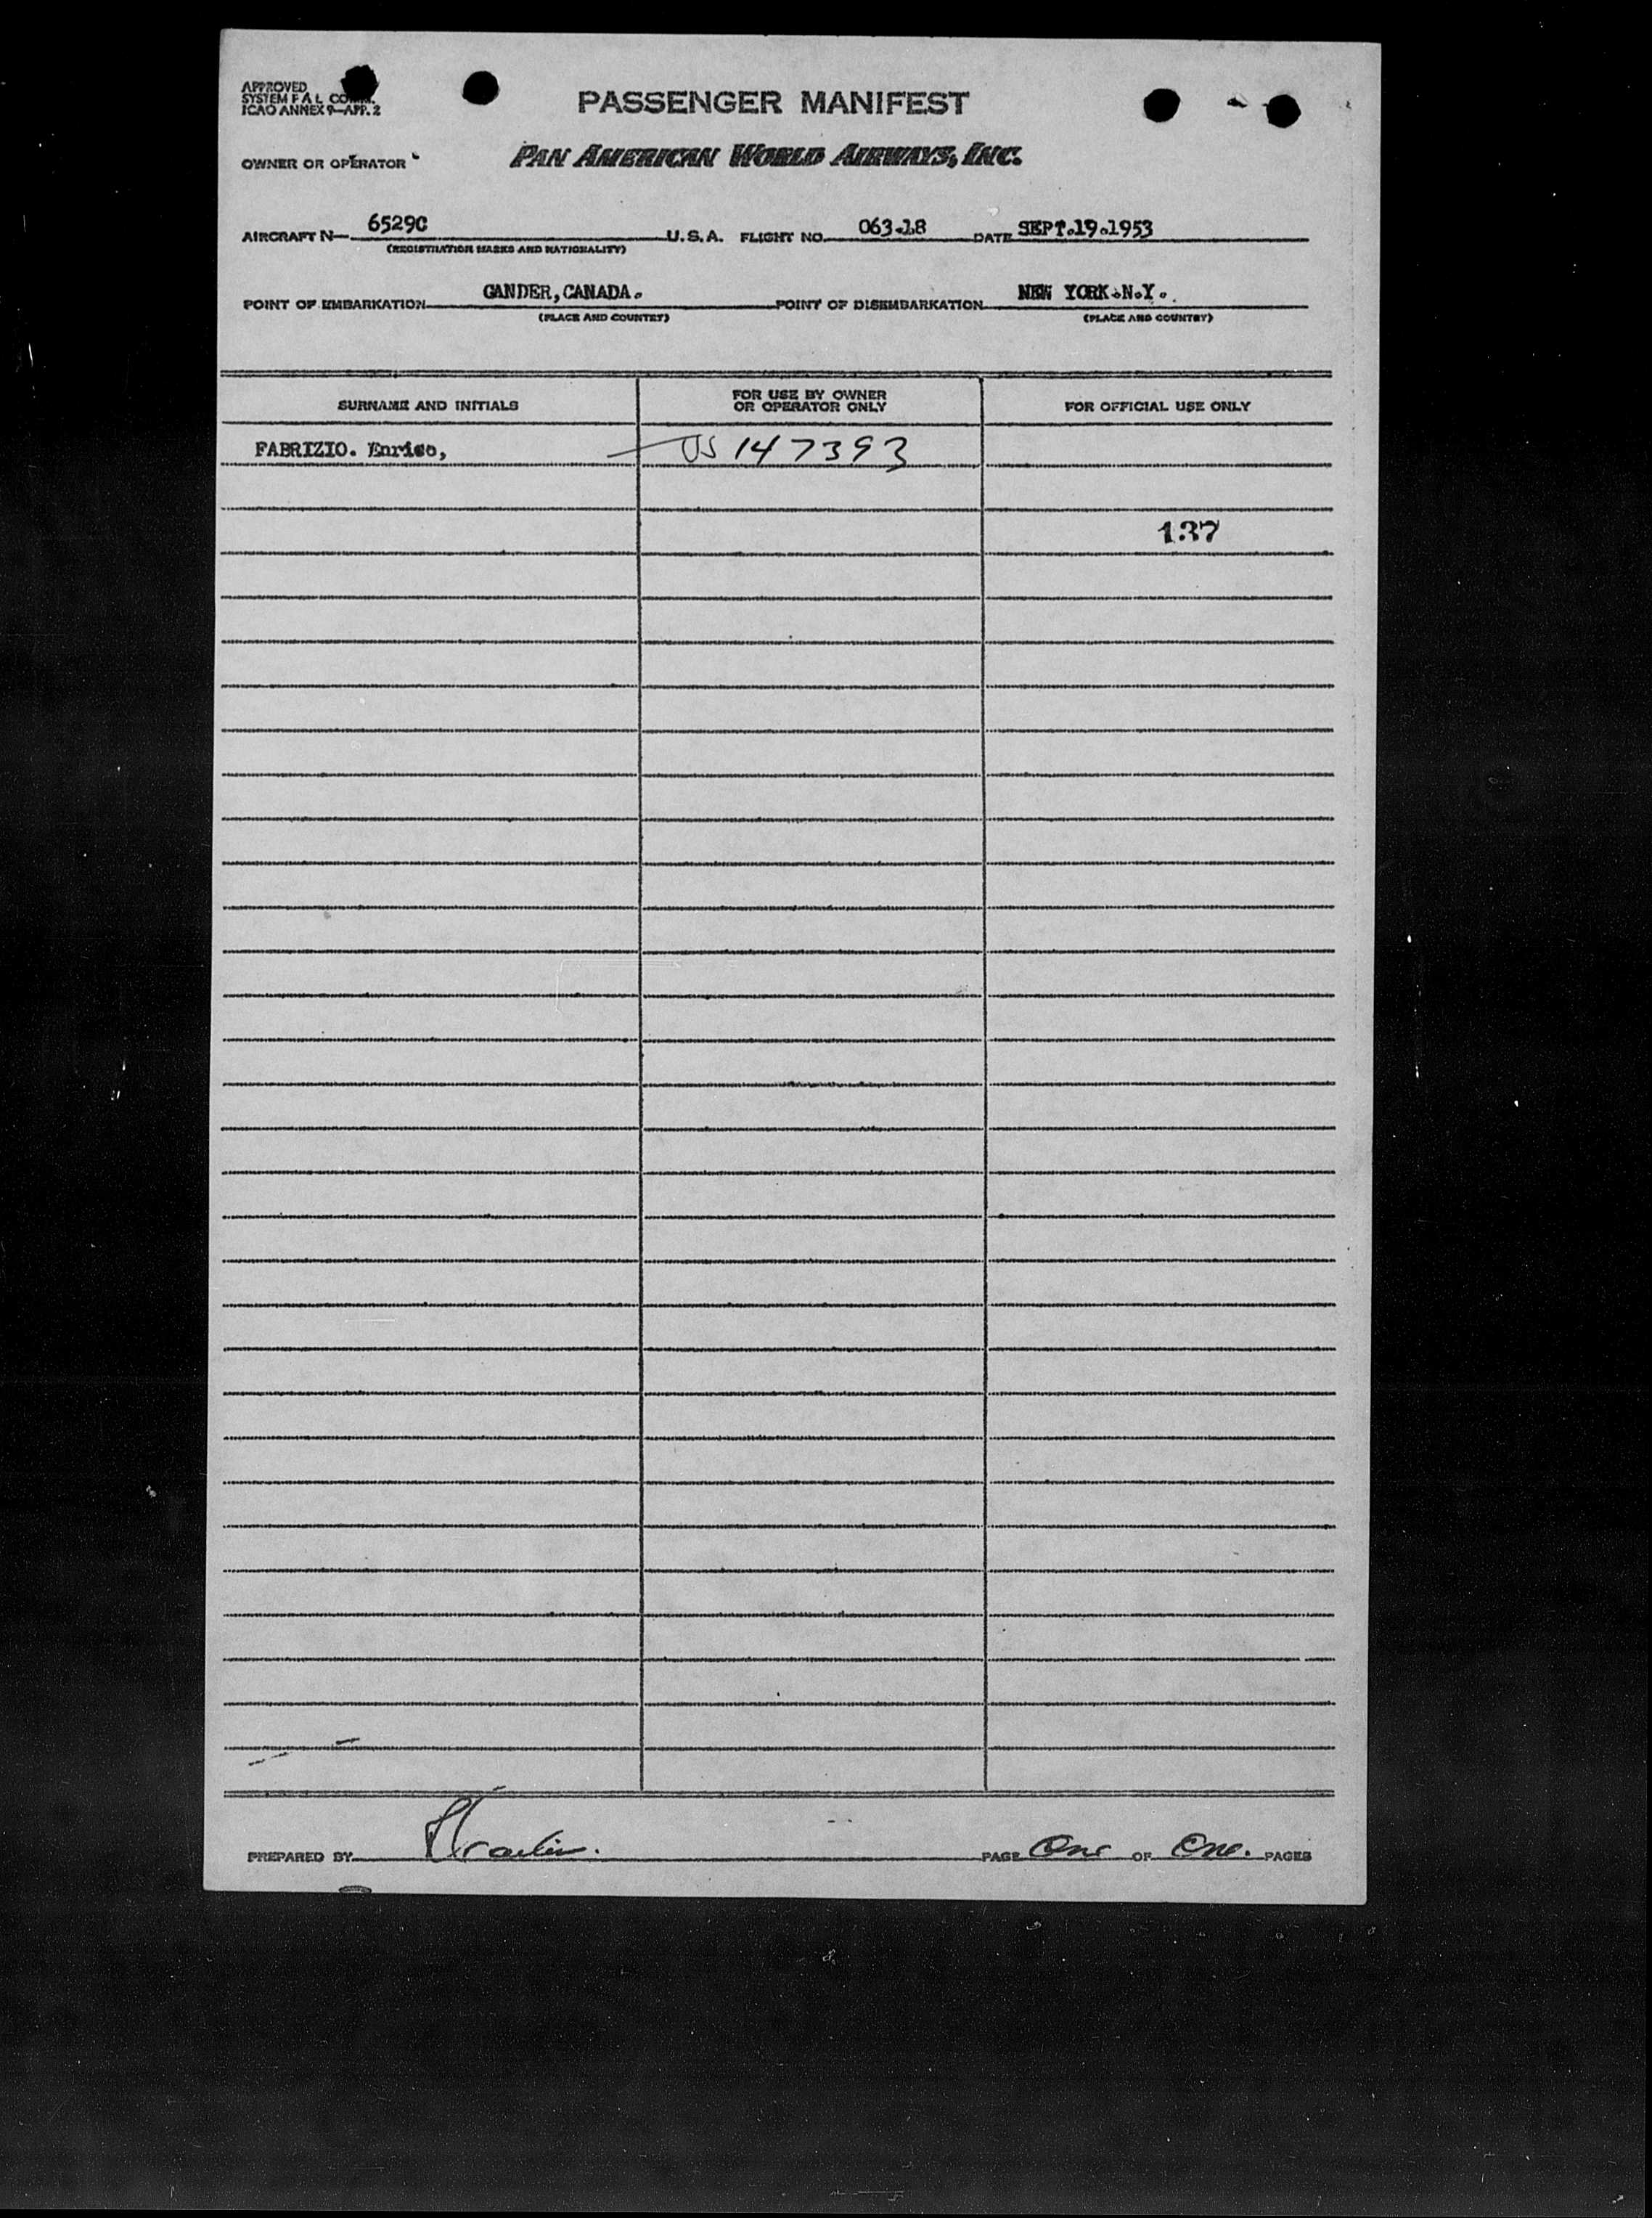 APPROVED
SYSTEM F A L COMM.
ICAO ANNEX 9—APP. 2
PASSENGER MANIFEST
OWNER OR OPERATOR PAN AMERICAN WORLD AIRWAYS, INC.
AIRCRAFT N— 6529C U.S.A. FLIGHT NO. 063-18 DATE SEPT.19.1953
(REGISTRATION MARKS AND NATIONALITY)
POINT OF EMBARKATION GANDER,CANADA. POINT OF DISEMBARKATION NEW YORK.N.Y.
(PLACE AND COUNTRY) (PLACE AND COUNTRY)
SURNAME AND INITIALS FOR USE BY OWNER OR OPERATOR ONLY FOR OFFICIAL USE ONLY
FABRIZIO. Enrico, US 147393
137
PREPARED BY PAGE One OF One. PAGES